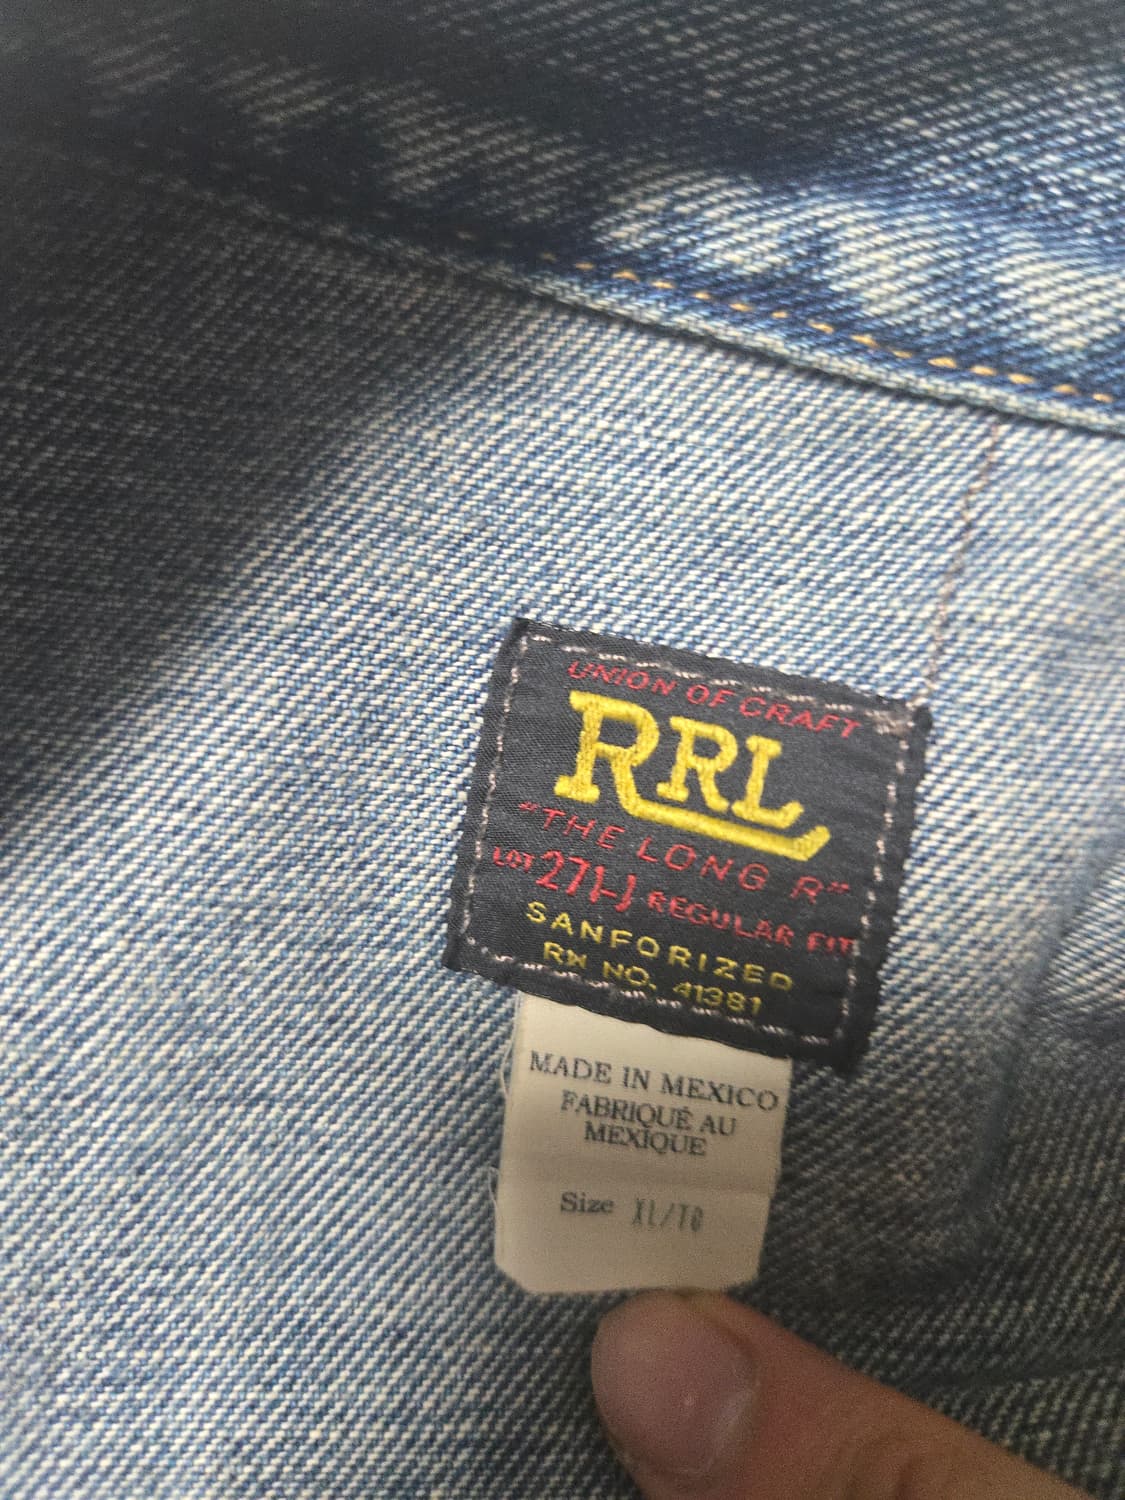 UNION OF CRAFT
RRL
"THE LONG R"
LOT 271-J REGULAR FIT
SANFORIZED
RN NO. 41381
MADE IN MEXICO
FABRIQUÉ AU
MEXIQUE
Size XL/TG